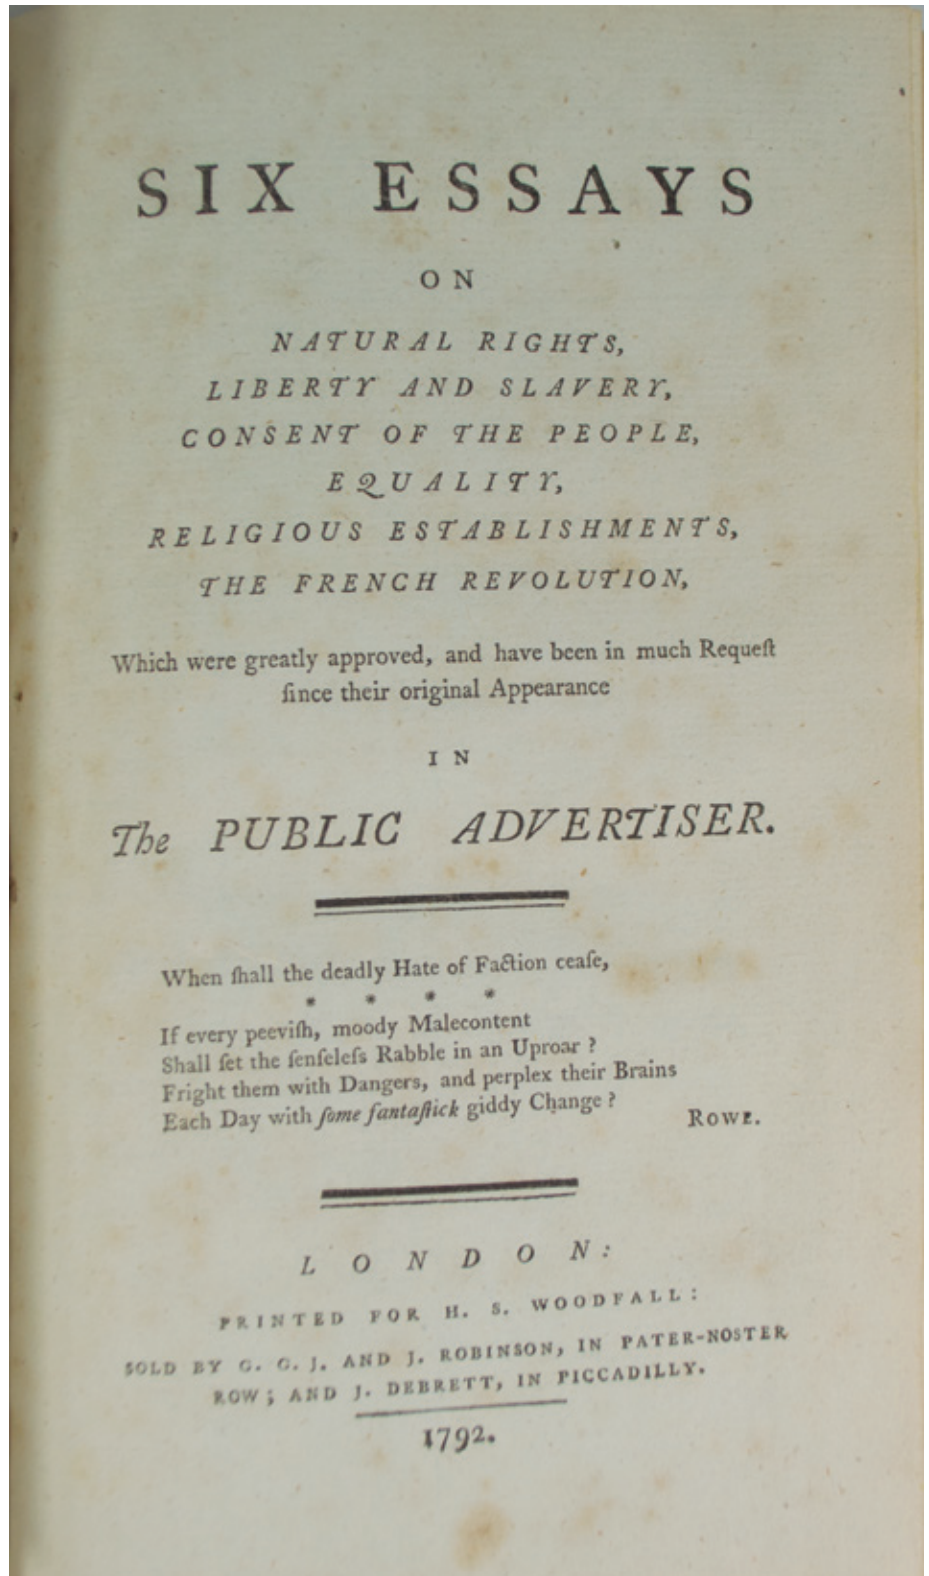 SIX ESSAYS
ON
NATURAL RIGHTS,
LIBERTY AND SLAVERY,
CONSENT OF THE PEOPLE,
EQUALITY,
RELIGIOUS ESTABLISHMENTS,
THE FRENCH REVOLUTION,
Which were greatly approved, and have been in much Requeſt
ſince their original Appearance
IN
The PUBLIC ADVERTISER.
When ſhall the deadly Hate of Faction ceaſe,
* * * *
If every peeviſh, moody Malecontent
Shall ſet the ſenſeleſs Rabble in an Uproar ?
Fright them with Dangers, and perplex their Brains
Each Day with ſome fantaſtick giddy Change ?
ROWE.
LONDON:
PRINTED FOR H. S. WOODFALL:
SOLD BY G. G. J. AND J. ROBINSON, IN PATER-NOSTER
ROW; AND J. DEBRETT, IN PICCADILLY.
1792.